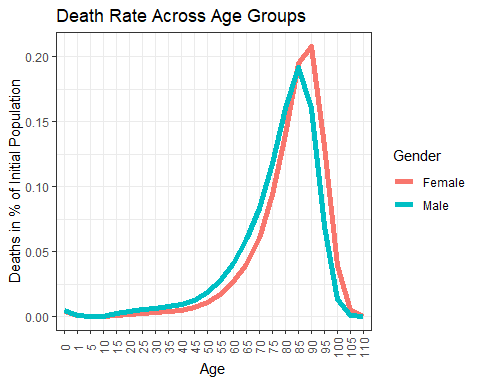 Death Rate Across Age Groups
Deaths in % of Initial Population
0.20
0.15
0.10
0.05
0.00
0 1 5 10 15 20 25 30 35 40 45 50 55 60 65 70 75 80 85 90 95 100 105 110
Age
Gender
Female
Male